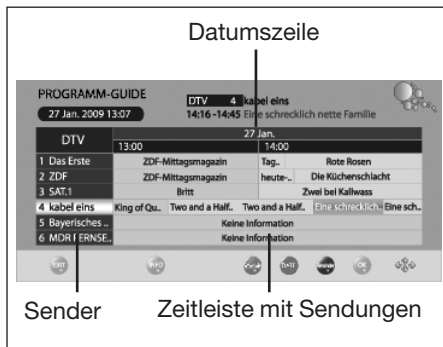 Datumszeile
PROGRAMM-GUIDE
27 Jan. 2009 13:07
DTV 4 kabel eins
14:16 -14:45 Eine schrecklich nette Familie
DTV
27 Jan.
13:00 14:00
1 Das Erste ZDF-Mittagsmagazin Tag.. Rote Rosen
2 ZDF ZDF-Mittagsmagazin heute-.. Die Küchenschlacht
3 SAT.1 Britt Zwei bei Kallwass
4 kabel eins King of Qu.. Two and a Half.. Two and a Half.. Eine schrecklich.. Eine sch..
5 Bayerisches .. Keine Information
6 MDR FERNSE.. Keine Information
EXIT INFO OK
Sender Zeitleiste mit Sendungen